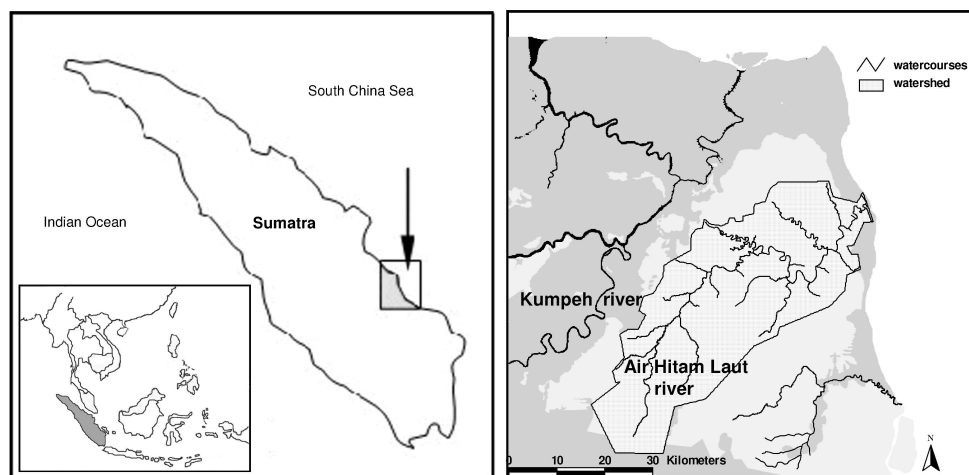 South China Sea
Indian Ocean
Sumatra
watercourses
watershed
Kumpeh river
Air Hitam Laut
river
0 10 20 30 Kilometers
N